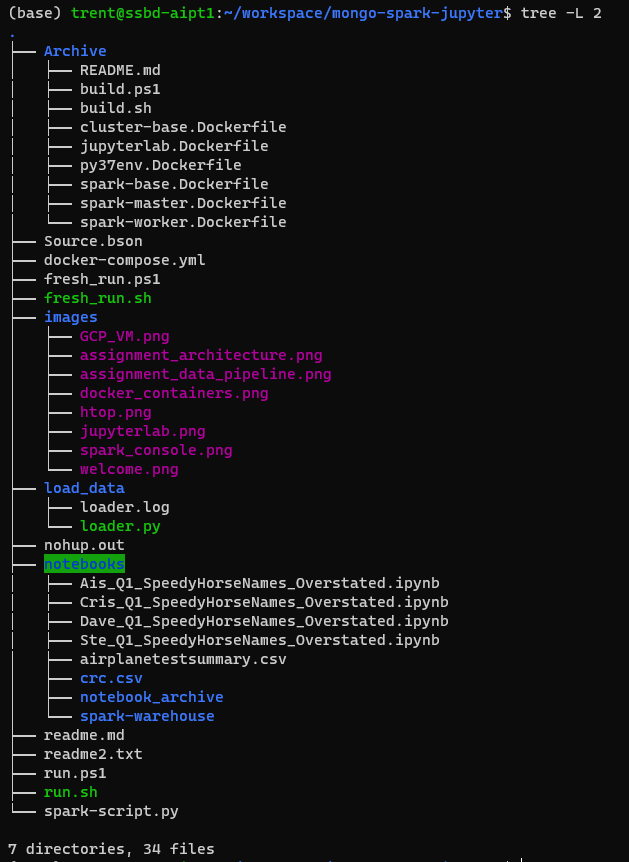 (base) trent@ssbd-aipt1:~/workspace/mongo-spark-jupyter$ tree -L 2
.
├── Archive
│   ├── README.md
│   ├── build.ps1
│   ├── build.sh
│   ├── cluster-base.Dockerfile
│   ├── jupyterlab.Dockerfile
│   ├── py37env.Dockerfile
│   ├── spark-base.Dockerfile
│   ├── spark-master.Dockerfile
│   └── spark-worker.Dockerfile
├── Source.bson
├── docker-compose.yml
├── fresh_run.ps1
├── fresh_run.sh
├── images
│   ├── GCP_VM.png
│   ├── assignment_architecture.png
│   ├── assignment_data_pipeline.png
│   ├── docker_containers.png
│   ├── htop.png
│   ├── jupyterlab.png
│   ├── spark_console.png
│   └── welcome.png
├── load_data
│   ├── loader.log
│   └── loader.py
├── nohup.out
├── notebooks
│   ├── Ais_Q1_SpeedyHorseNames_Overstated.ipynb
│   ├── Cris_Q1_SpeedyHorseNames_Overstated.ipynb
│   ├── Dave_Q1_SpeedyHorseNames_Overstated.ipynb
│   ├── Ste_Q1_SpeedyHorseNames_Overstated.ipynb
│   ├── airplanetestsummary.csv
│   ├── crc.csv
│   ├── notebook_archive
│   └── spark-warehouse
├── readme.md
├── readme2.txt
├── run.ps1
├── run.sh
└── spark-script.py

7 directories, 34 files